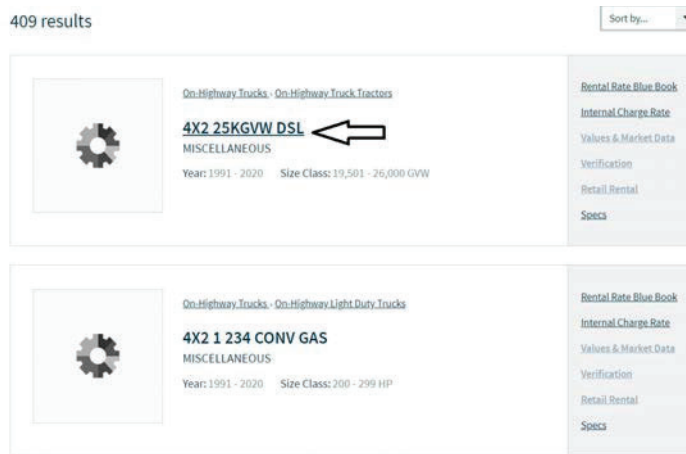 409 results
Sort by...
On-Highway Trucks › On-Highway Truck Tractors
4X2 25KGVW DSL
MISCELLANEOUS
Year: 1991 - 2020 Size Class: 19,501 - 26,000 GVW
Rental Rate Blue Book
Internal Charge Rate
Values & Market Data
Verification
Retail Rental
Specs
On-Highway Trucks › On-Highway Light Duty Trucks
4X2 1 234 CONV GAS
MISCELLANEOUS
Year: 1991 - 2020 Size Class: 200 - 299 HP
Rental Rate Blue Book
Internal Charge Rate
Values & Market Data
Verification
Retail Rental
Specs